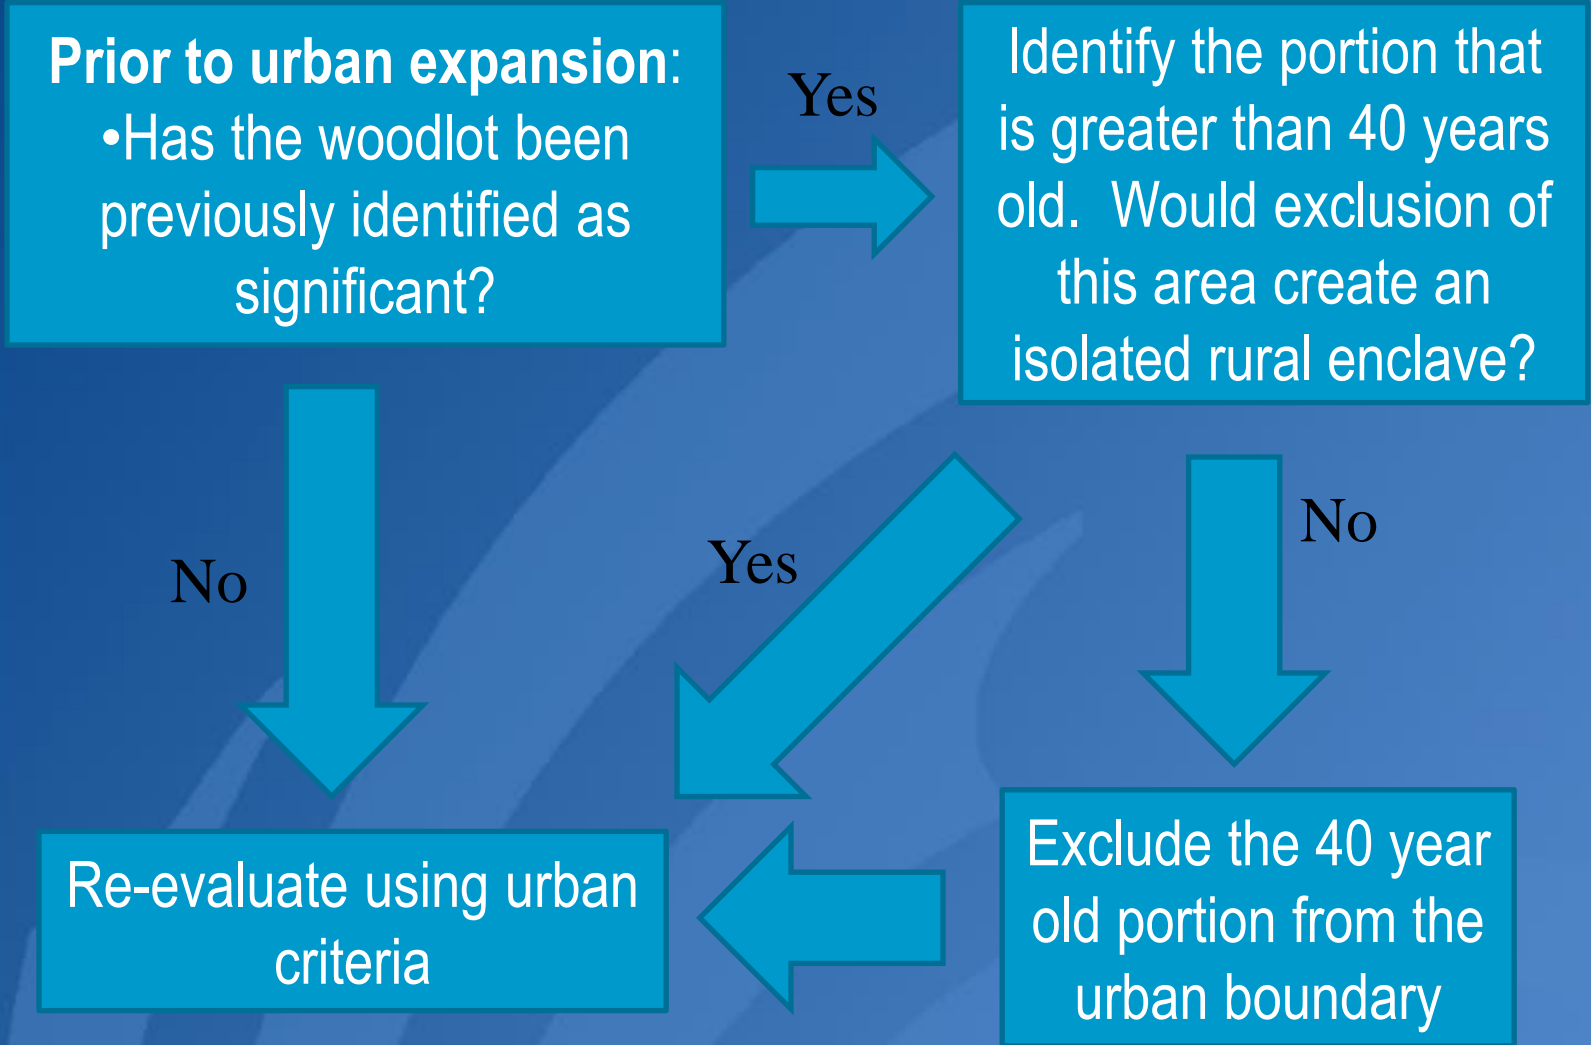 Prior to urban expansion:
•Has the woodlot been
previously identified as
significant?
Yes
Identify the portion that
is greater than 40 years
old.  Would exclusion of
this area create an
isolated rural enclave?
No
Yes
No
Re-evaluate using urban
criteria
Exclude the 40 year
old portion from the
urban boundary